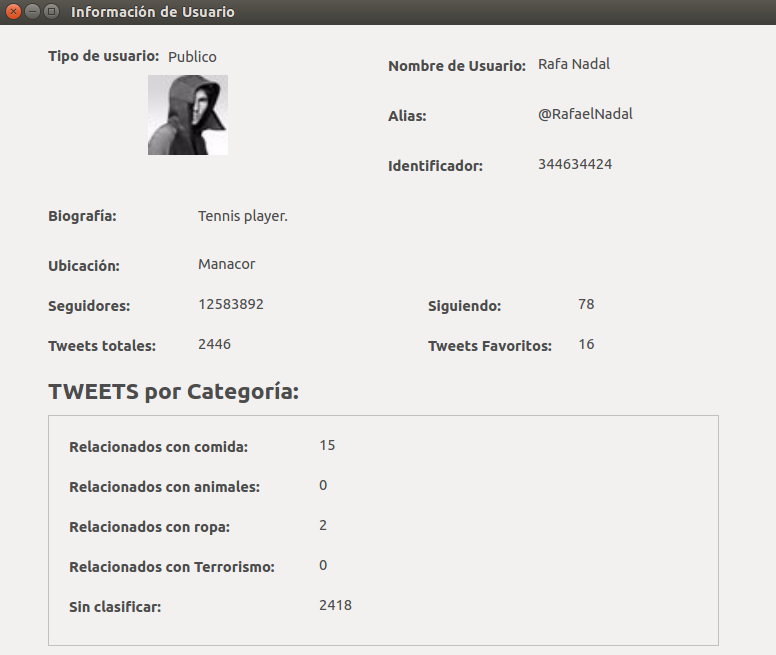 Información de Usuario
Tipo de usuario: Publico
Nombre de Usuario: Rafa Nadal
Alias: @RafaelNadal
Identificador: 344634424
Biografía: Tennis player.
Ubicación: Manacor
Seguidores: 12583892 Siguiendo: 78
Tweets totales: 2446 Tweets Favoritos: 16
TWEETS por Categoría:
Relacionados con comida: 15
Relacionados con animales: 0
Relacionados con ropa: 2
Relacionados con Terrorismo: 0
Sin clasificar: 2418